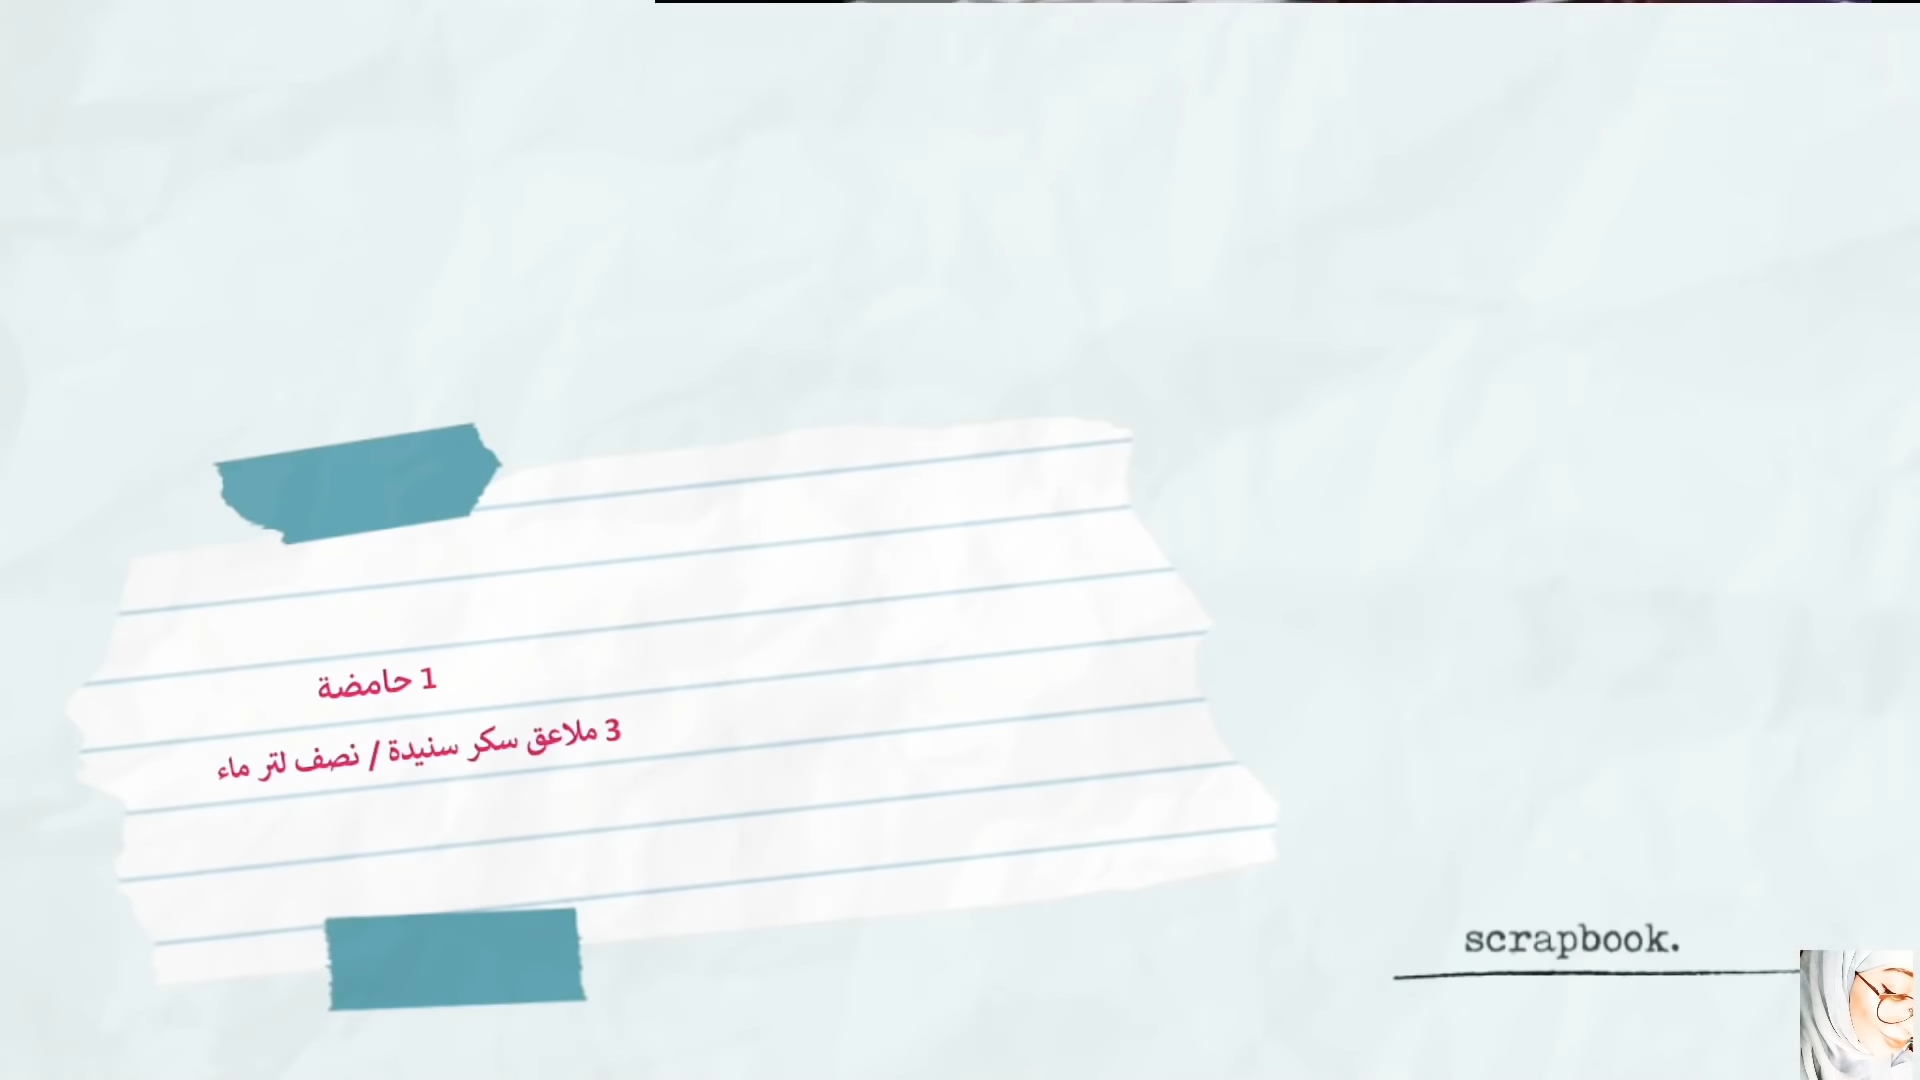 1 حامضة
3 ملاعق سكر سنيدة / نصف لتر ماء
scrapbook.